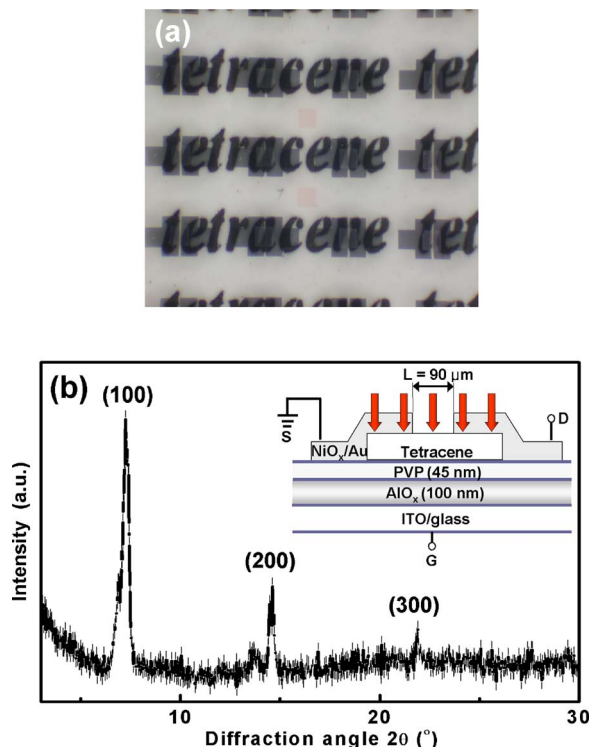 (a)
tetracene tet
tetracene tet
tetracene tet
(b)
(100)
(200)
(300)
L = 90 μm
S
D
NiOx/Au
Tetracene
PVP (45 nm)
AlOx (100 nm)
ITO/glass
G
Intensity (a.u.)
10 20 30
Diffraction angle 2θ (°)